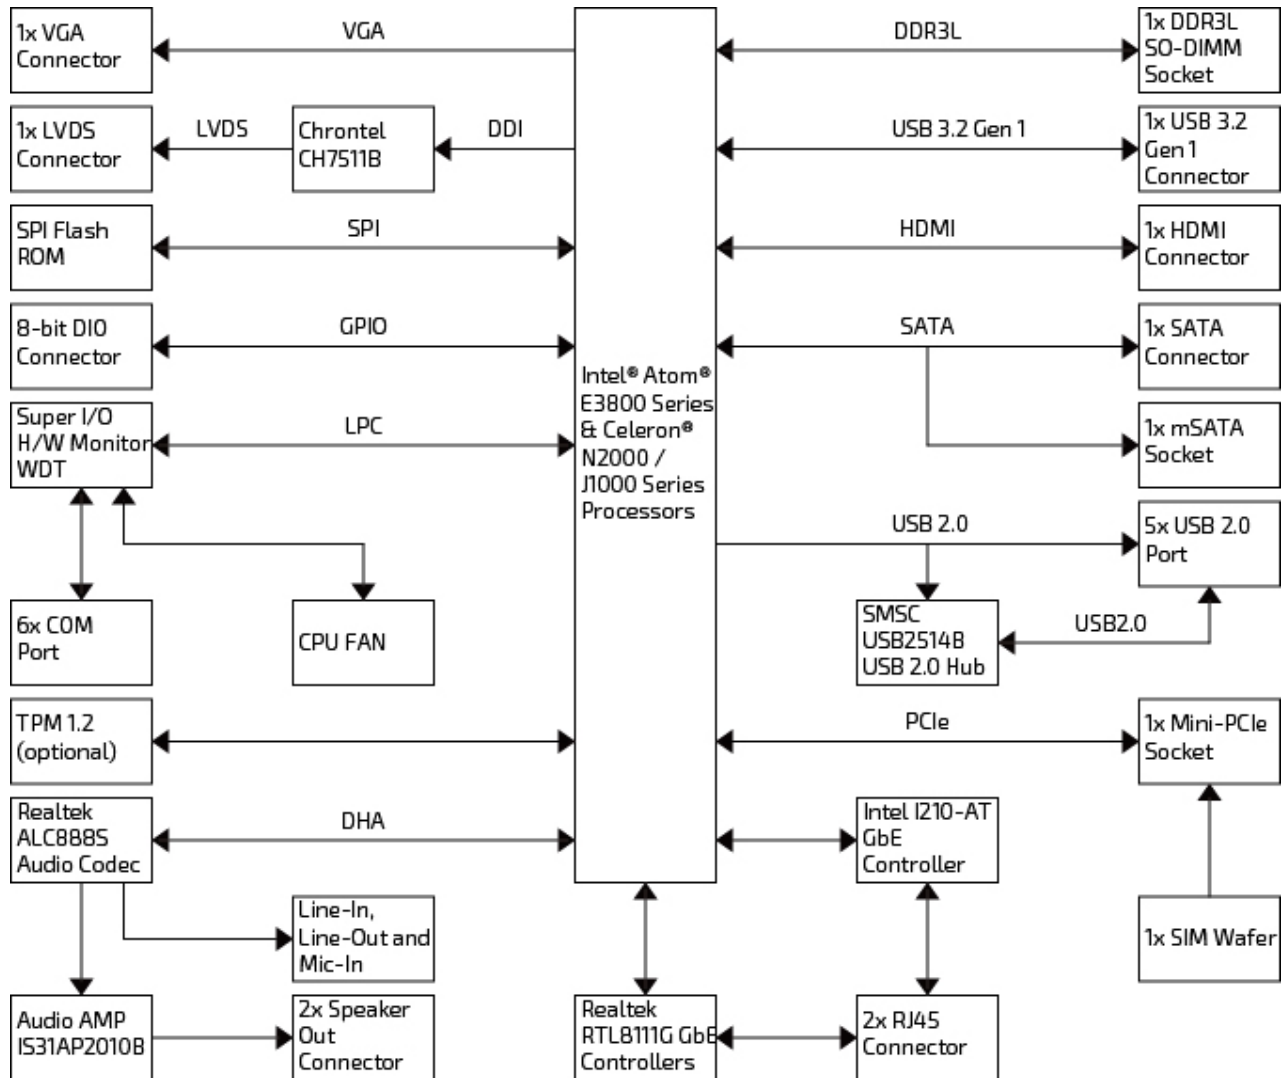 1x VGA
Connector
VGA
DDR3L
1x DDR3L
SO-DIMM
Socket
1x LVDS
Connector
LVDS
Chrontel
CH7511B
DDI
USB 3.2 Gen 1
1x USB 3.2
Gen 1
Connector
SPI Flash
ROM
SPI
HDMI
1x HDMI
Connector
8-bit DIO
Connector
GPIO
SATA
1x SATA
Connector
Intel® Atom®
E3800 Series
& Celeron®
N2000 /
J1000 Series
Processors
Super I/O
H/W Monitor
WDT
LPC
1x mSATA
Socket
USB 2.0
5x USB 2.0
Port
6x COM
Port
CPU FAN
SMSC
USB2514B
USB 2.0 Hub
USB2.0
TPM 1.2
(optional)
PCIe
1x Mini-PCIe
Socket
Realtek
ALC888S
Audio Codec
DHA
Intel I210-AT
GbE
Controller
Line-In,
Line-Out and
Mic-In
1x SIM Wafer
Audio AMP
IS31AP2010B
2x Speaker
Out
Connector
Realtek
RTL8111G GbE
Controllers
2x RJ45
Connector